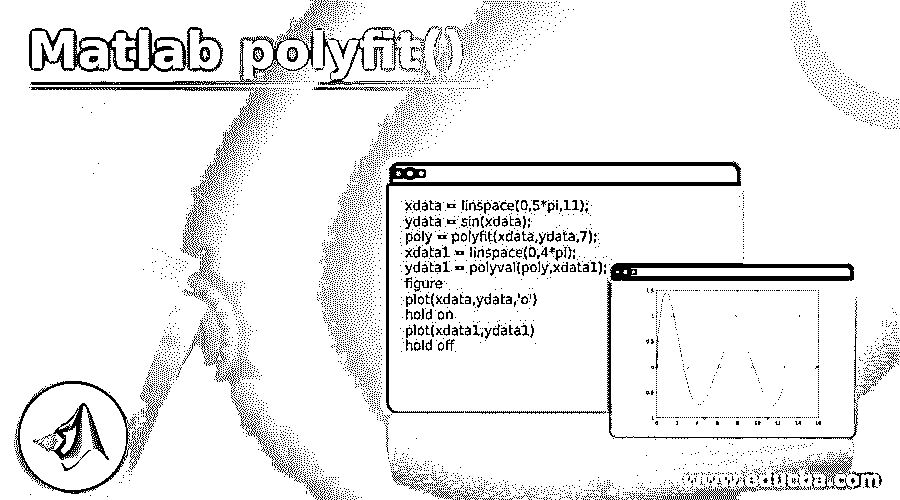 Matlab polyfit()
xdata = linspace(0,5*pi,11);
ydata = sin(xdata);
poly = polyfit(xdata,ydata,7);
xdata1 = linspace(0,4*pi);
ydata1 = polyval(poly,xdata1);
figure
plot(xdata,ydata,'o')
hold on
plot(xdata1,ydata1)
hold off
www.educba.com